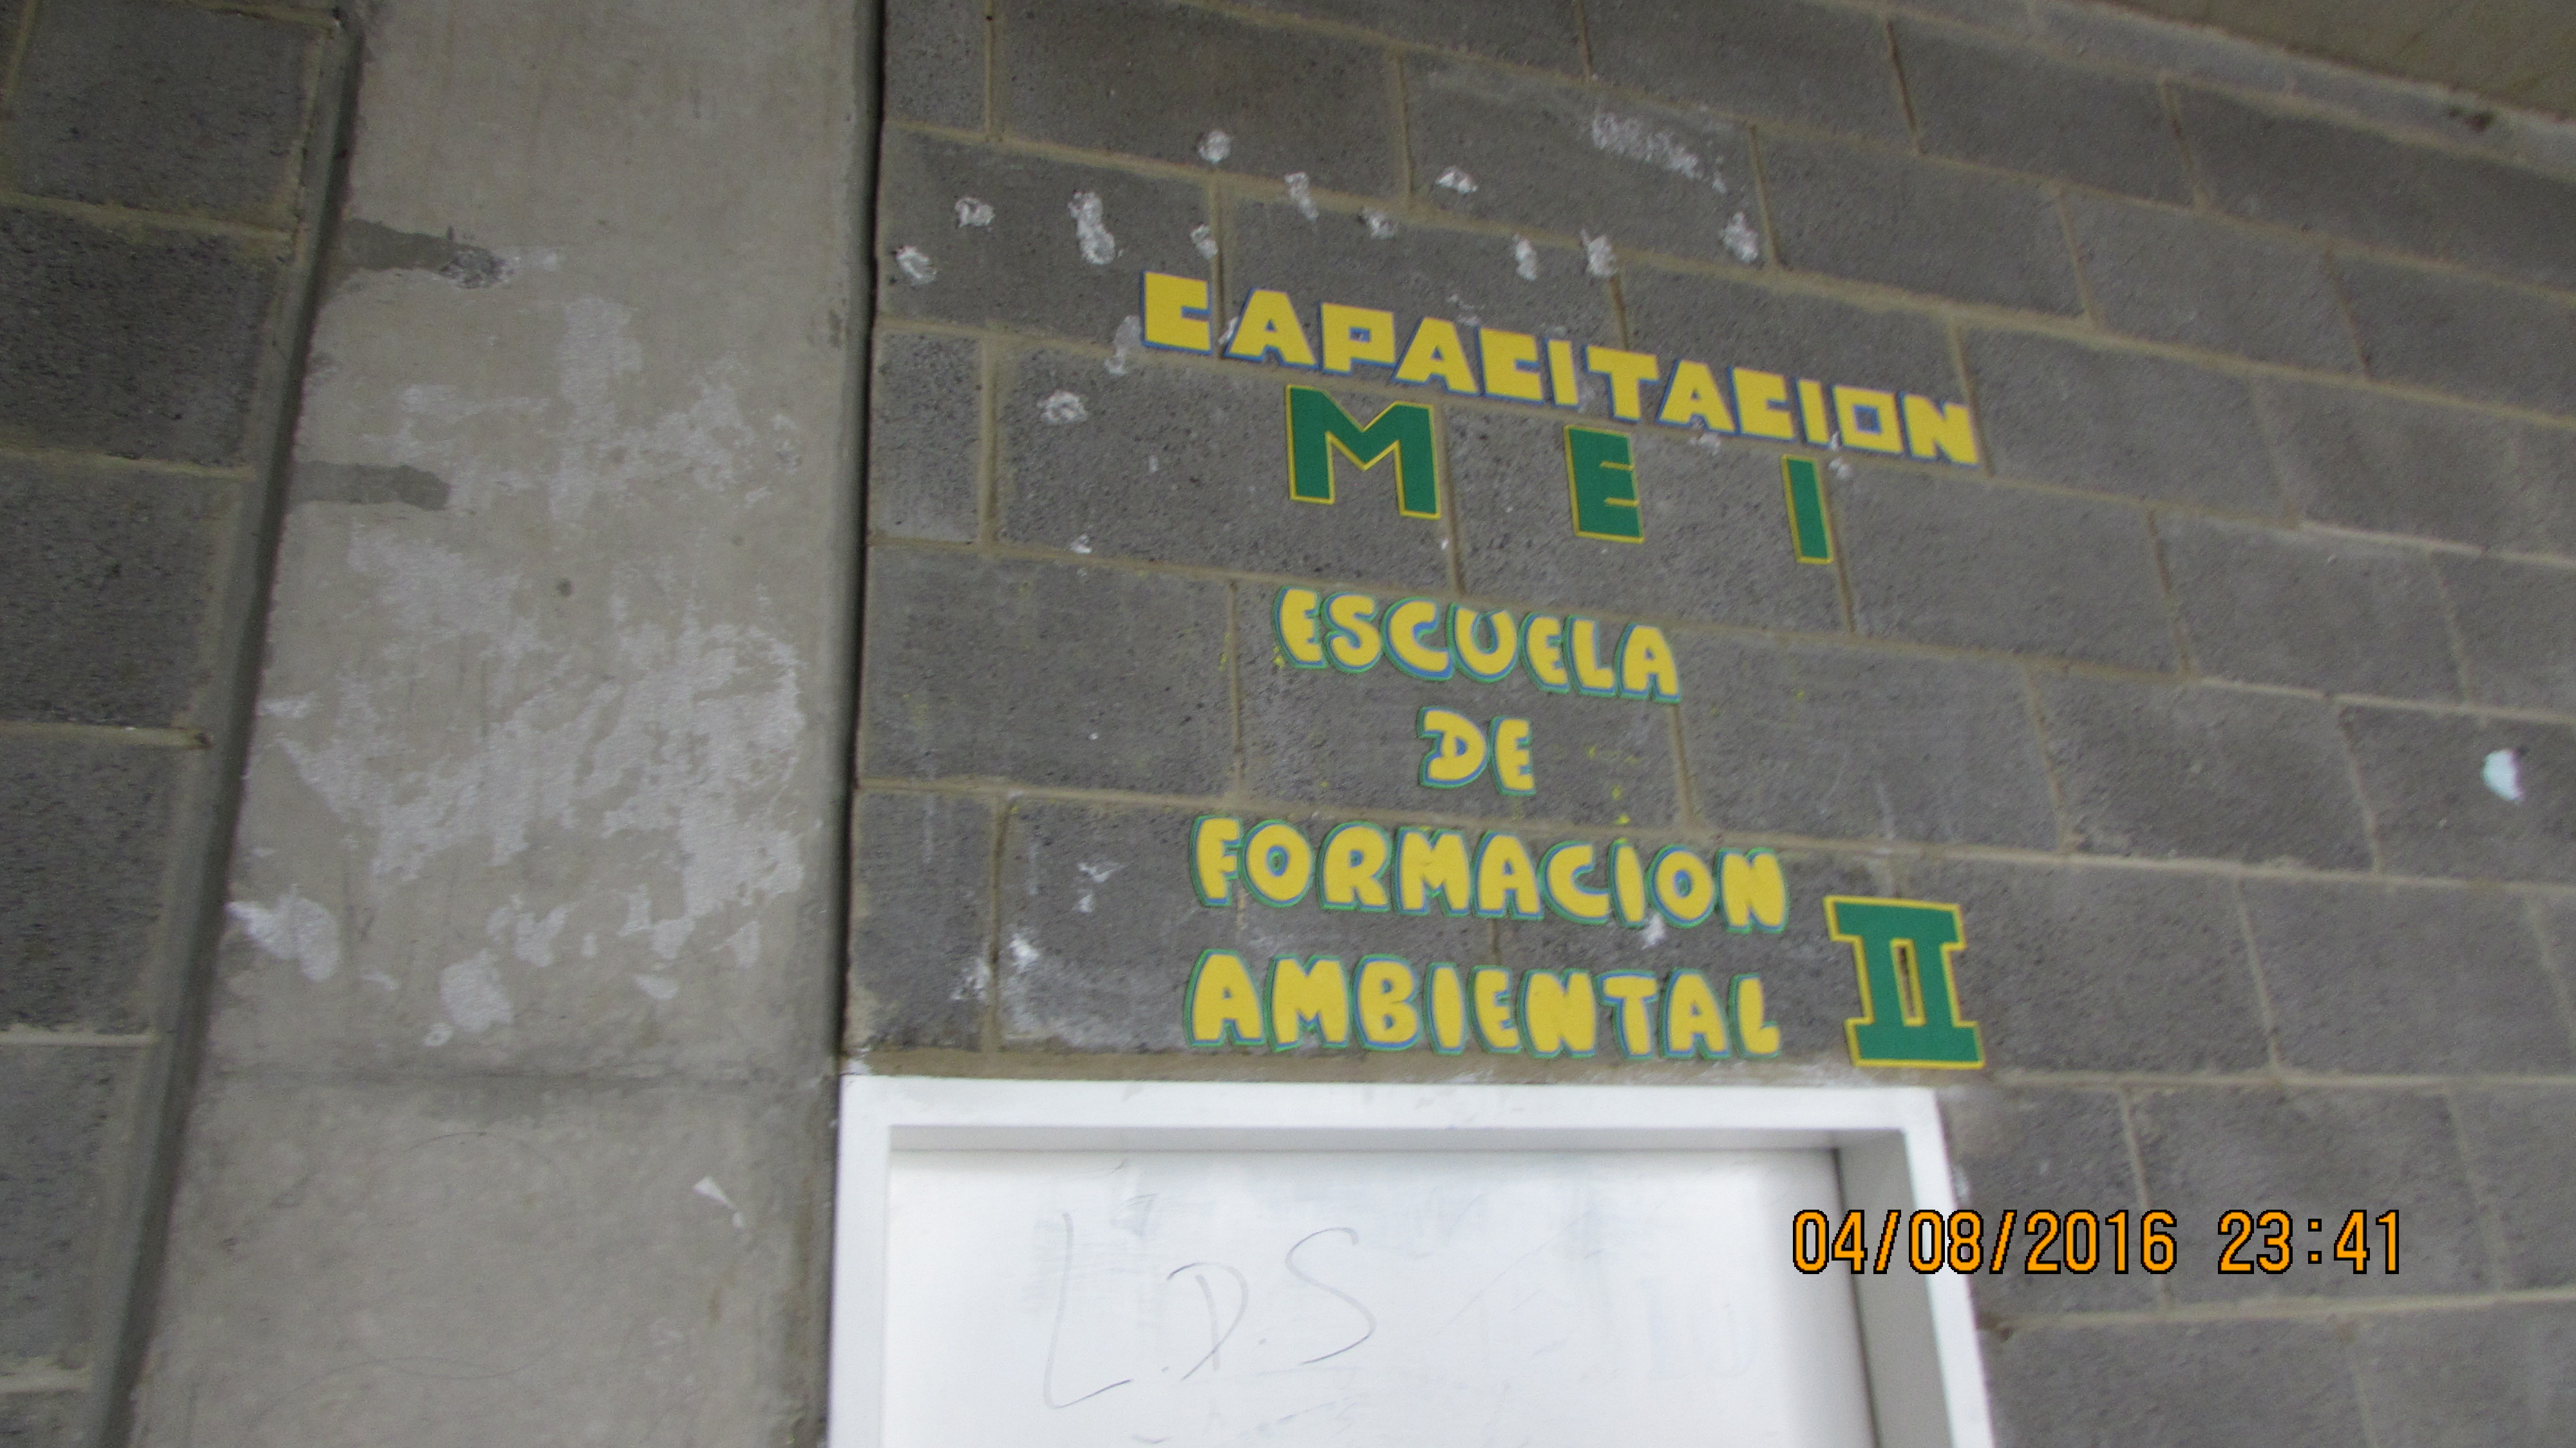 CAPACITACION
M E I
ESCUELA
DE
FORMACION
AMBIENTAL II
L.D.S
04/08/2016 23:41